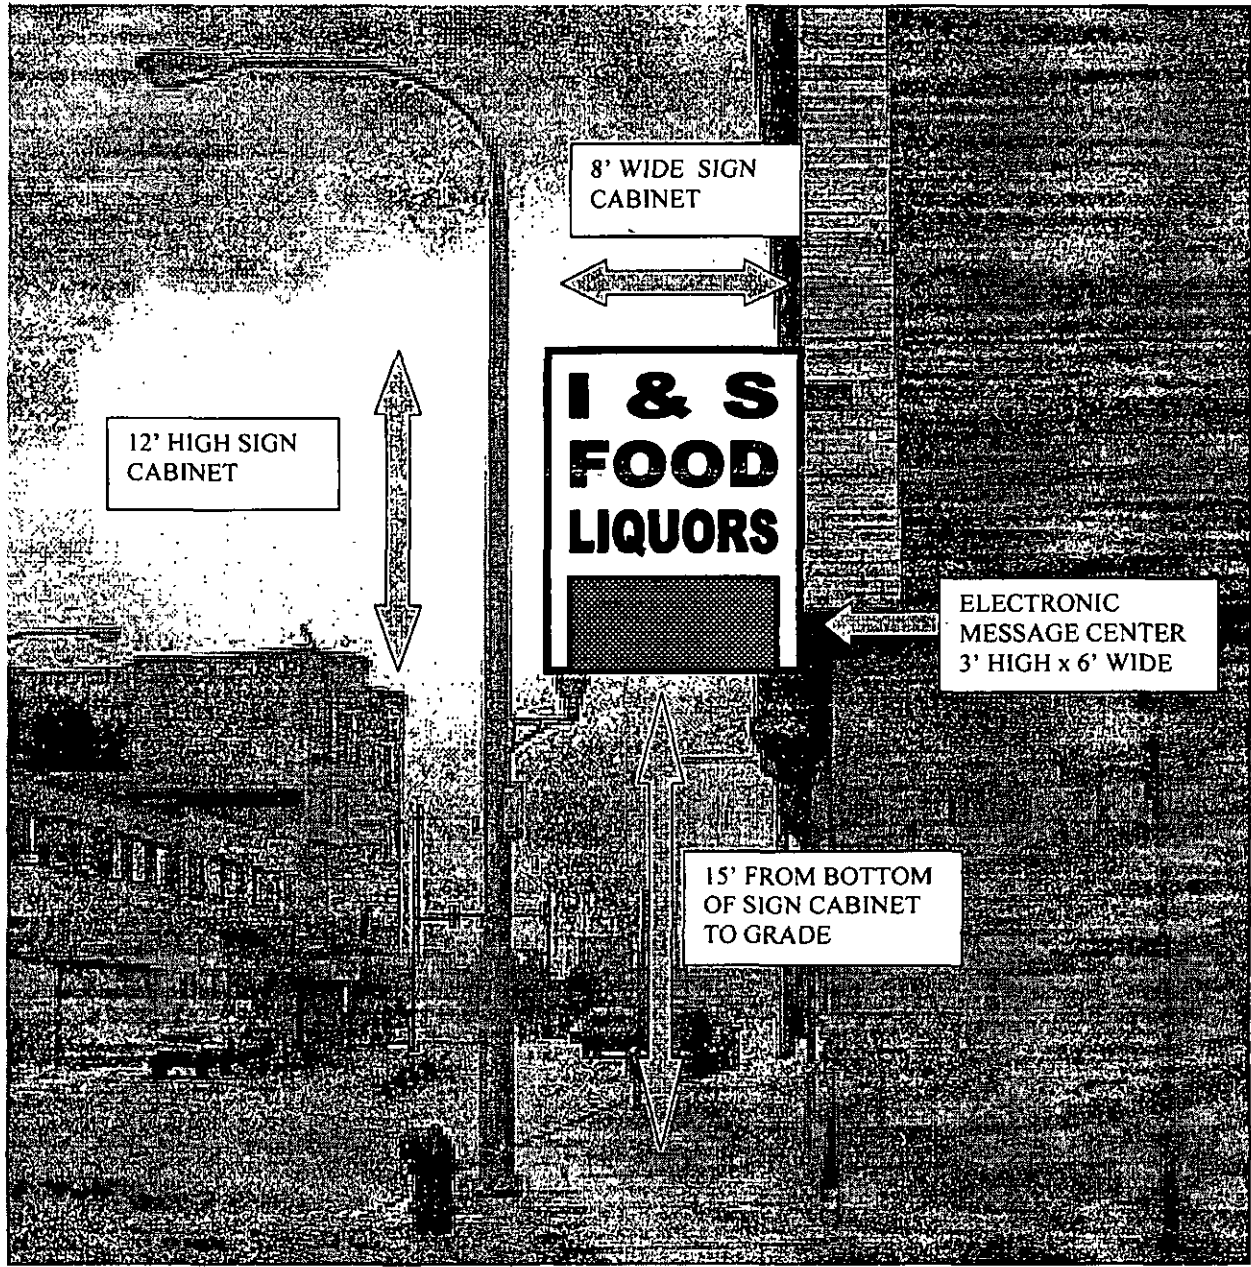 8' WIDE SIGN
CABINET
I & S
FOOD
LIQUORS
12' HIGH SIGN
CABINET
ELECTRONIC
MESSAGE CENTER
3' HIGH x 6' WIDE
15' FROM BOTTOM
OF SIGN CABINET
TO GRADE